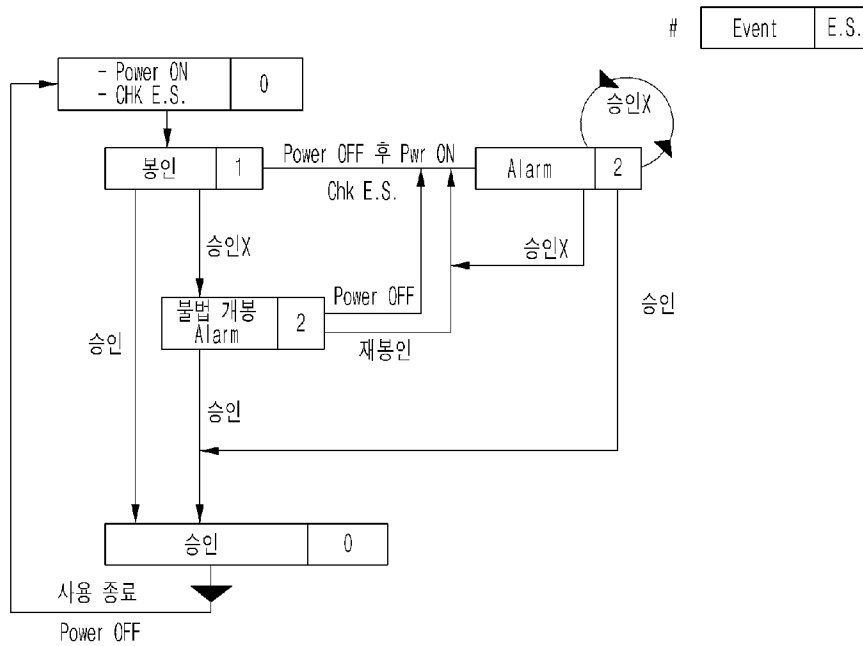 # Event E.S.
- Power ON
- CHK E.S.
0
승인X
봉인 1
Power OFF 후 Pwr ON
Chk E.S.
Alarm 2
승인X
승인X
불법 개봉
Alarm
2
Power OFF
재봉인
승인
승인
승인
승인 0
사용 종료
Power OFF